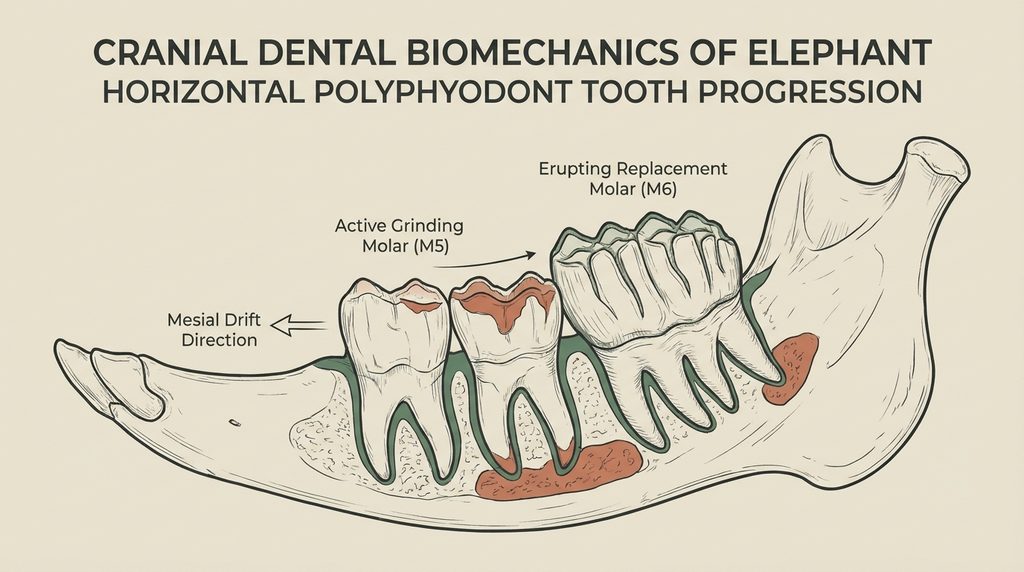 CRANIAL DENTAL BIOMECHANICS OF ELEPHANT
HORIZONTAL POLYPHYODONT TOOTH PROGRESSION
Erupting Replacement
Molar (M6)
Active Grinding
Molar (M5)
Mesial Drift
Direction